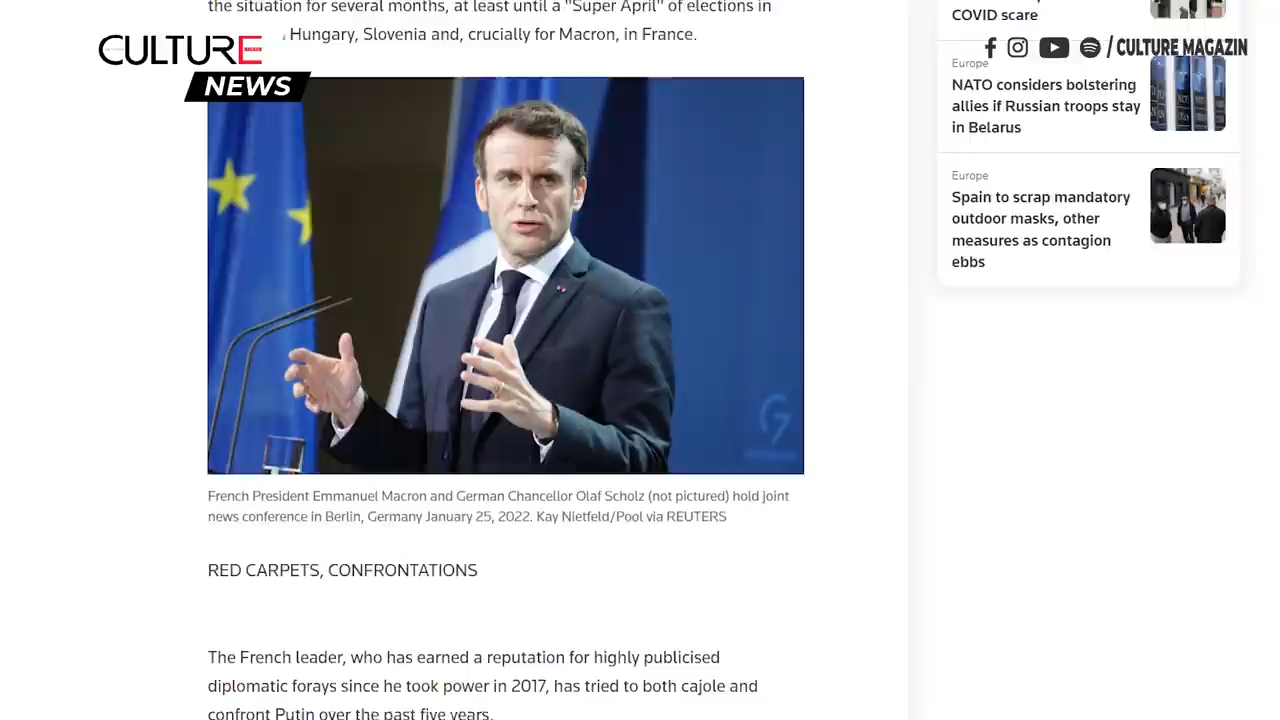 the situation for several months, at least until a "Super April" of elections in
Hungary, Slovenia and, crucially for Macron, in France.
CULTURE
NEWS
COVID scare
/ CULTURE MAGAZIN
Europe
NATO considers bolstering
allies if Russian troops stay
in Belarus
Europe
Spain to scrap mandatory
outdoor masks, other
measures as contagion
ebbs
French President Emmanuel Macron and German Chancellor Olaf Scholz (not pictured) hold joint
news conference in Berlin, Germany January 25, 2022. Kay Nietfeld/Pool via REUTERS
RED CARPETS, CONFRONTATIONS
The French leader, who has earned a reputation for highly publicised
diplomatic forays since he took power in 2017, has tried to both cajole and
confront Putin over the past five years.